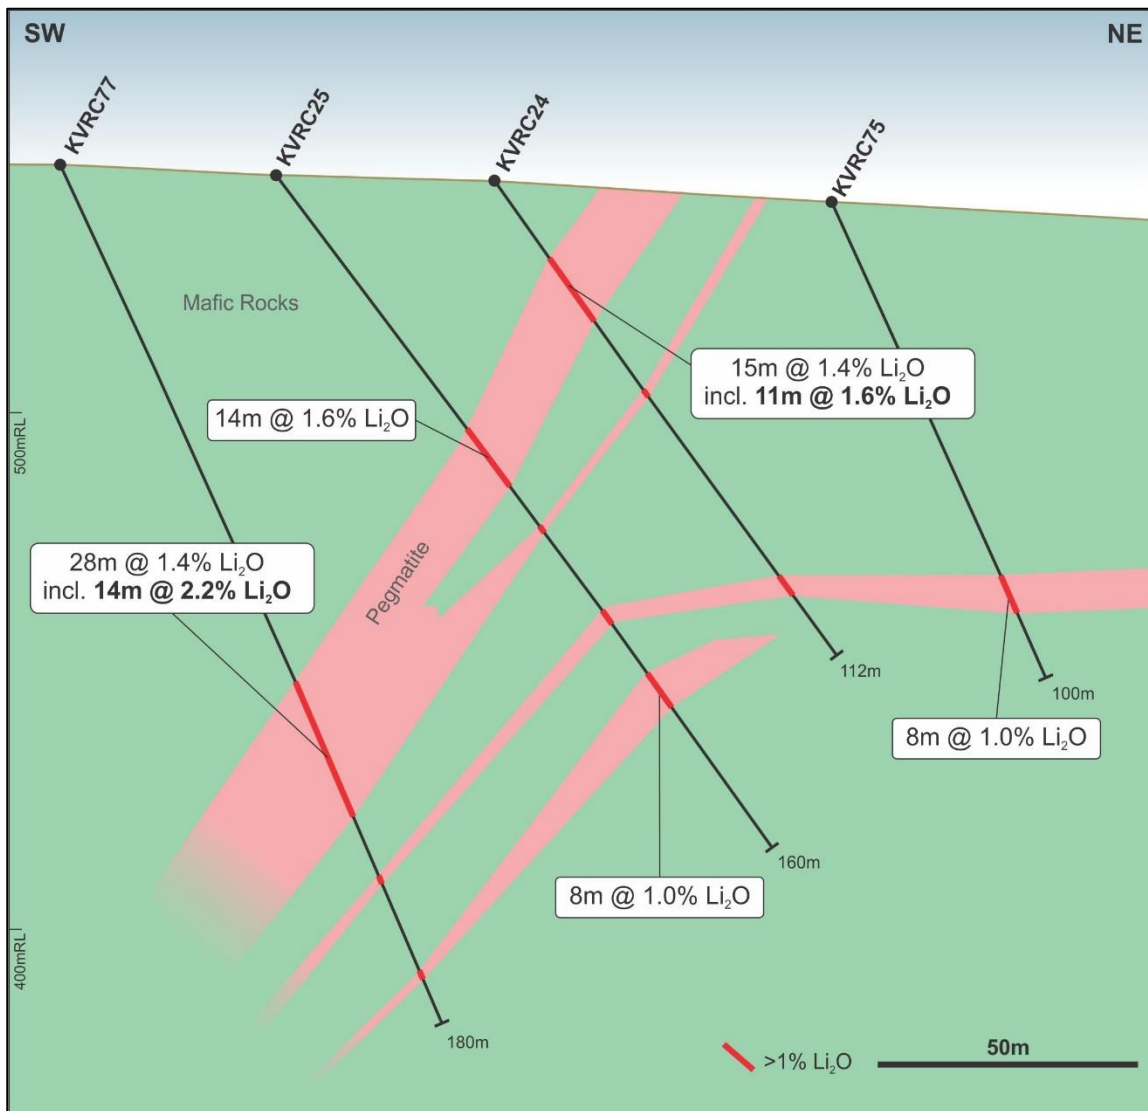 SW
NE
KVRC77
KVRC25
KVRC24
KVRC75
Mafic Rocks
15m @ 1.4% Li₂O
incl. 11m @ 1.6% Li₂O
14m @ 1.6% Li₂O
500mRL
28m @ 1.4% Li₂O
incl. 14m @ 2.2% Li₂O
Pegmatite
112m
100m
8m @ 1.0% Li₂O
160m
8m @ 1.0% Li₂O
400mRL
180m
>1% Li₂O
50m